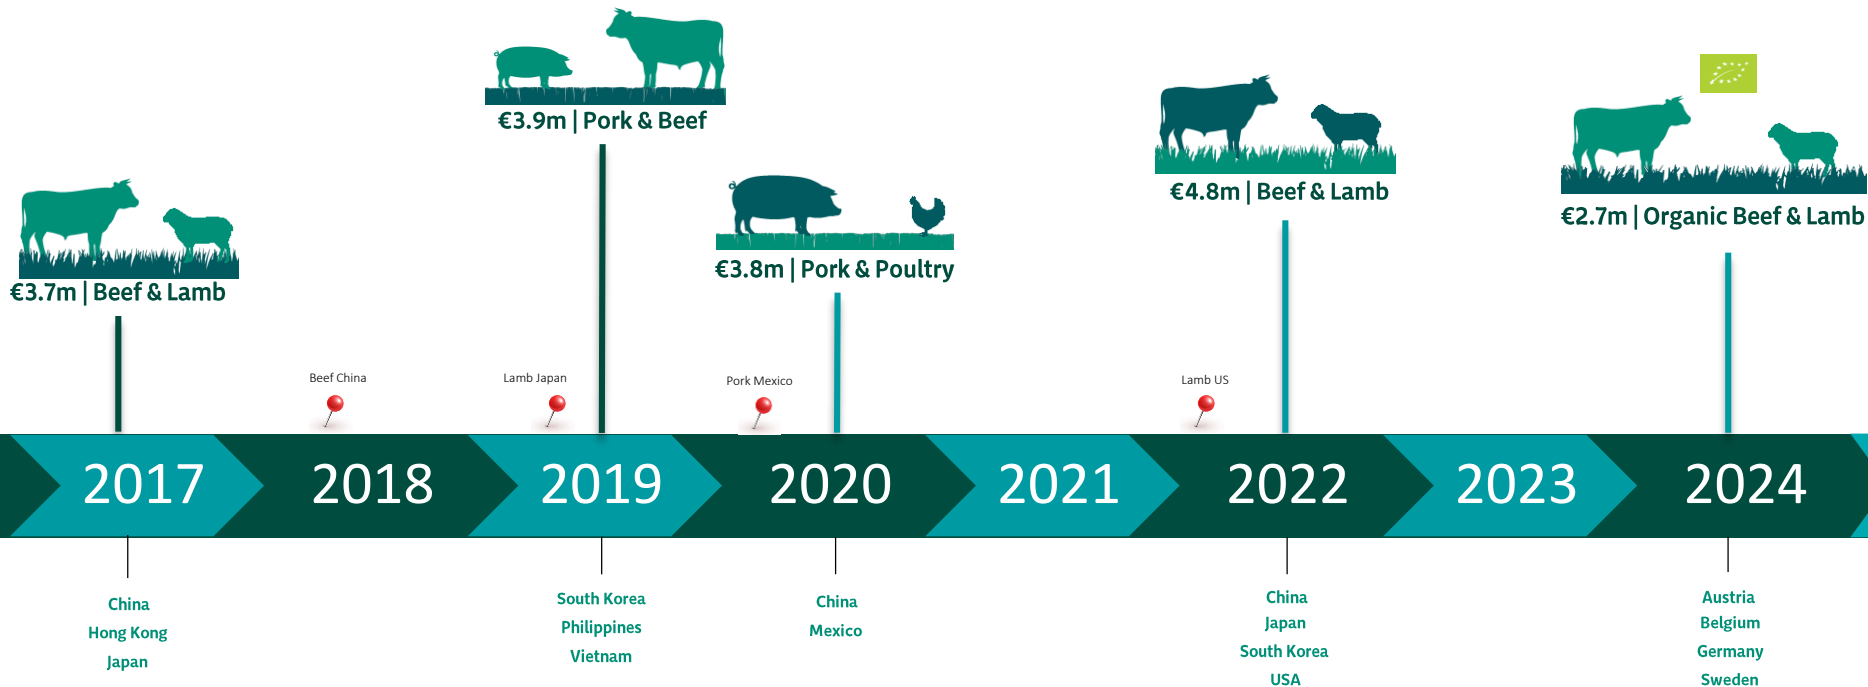 €3.9m | Pork & Beef
€4.8m | Beef & Lamb
€2.7m | Organic Beef & Lamb
€3.8m | Pork & Poultry
€3.7m | Beef & Lamb
Beef China
Lamb Japan
Pork Mexico
Lamb US
2017
2018
2019
2020
2021
2022
2023
2024
China
Hong Kong
Japan
South Korea
Philippines
Vietnam
China
Mexico
China
Japan
South Korea
USA
Austria
Belgium
Germany
Sweden